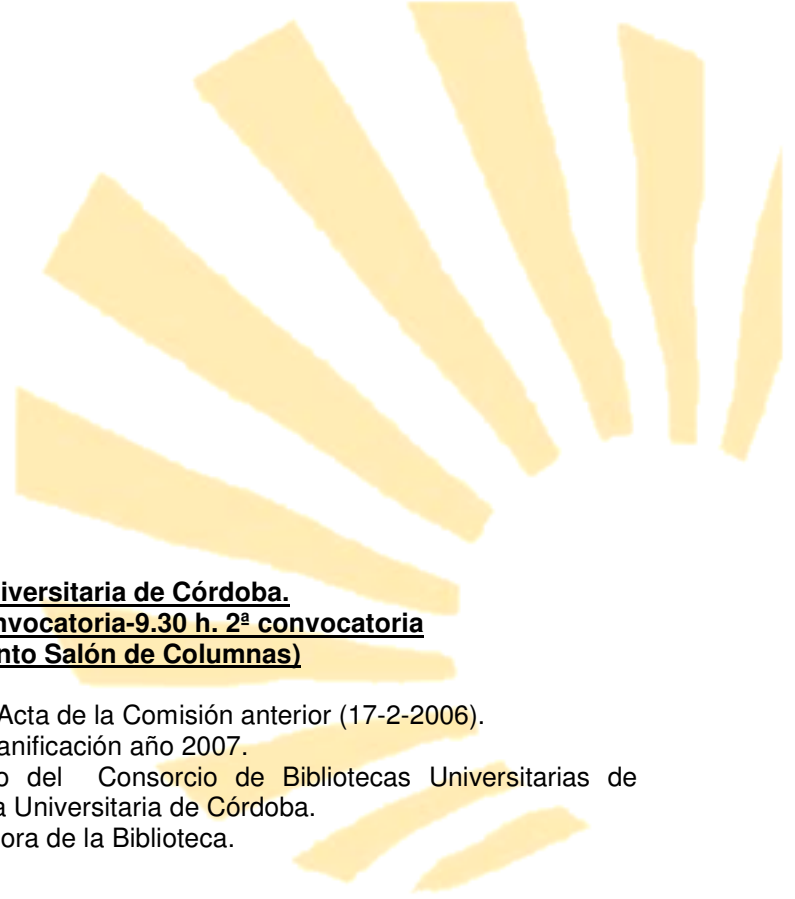 iversitaria de Córdoba.
nvocatoria-9.30 h. 2ª convocatoria
nto Salón de Columnas)
Acta de la Comisión anterior (17-2-2006).
anificación año 2007.
o del Consorcio de Bibliotecas Universitarias de
a Universitaria de Córdoba.
ora de la Biblioteca.